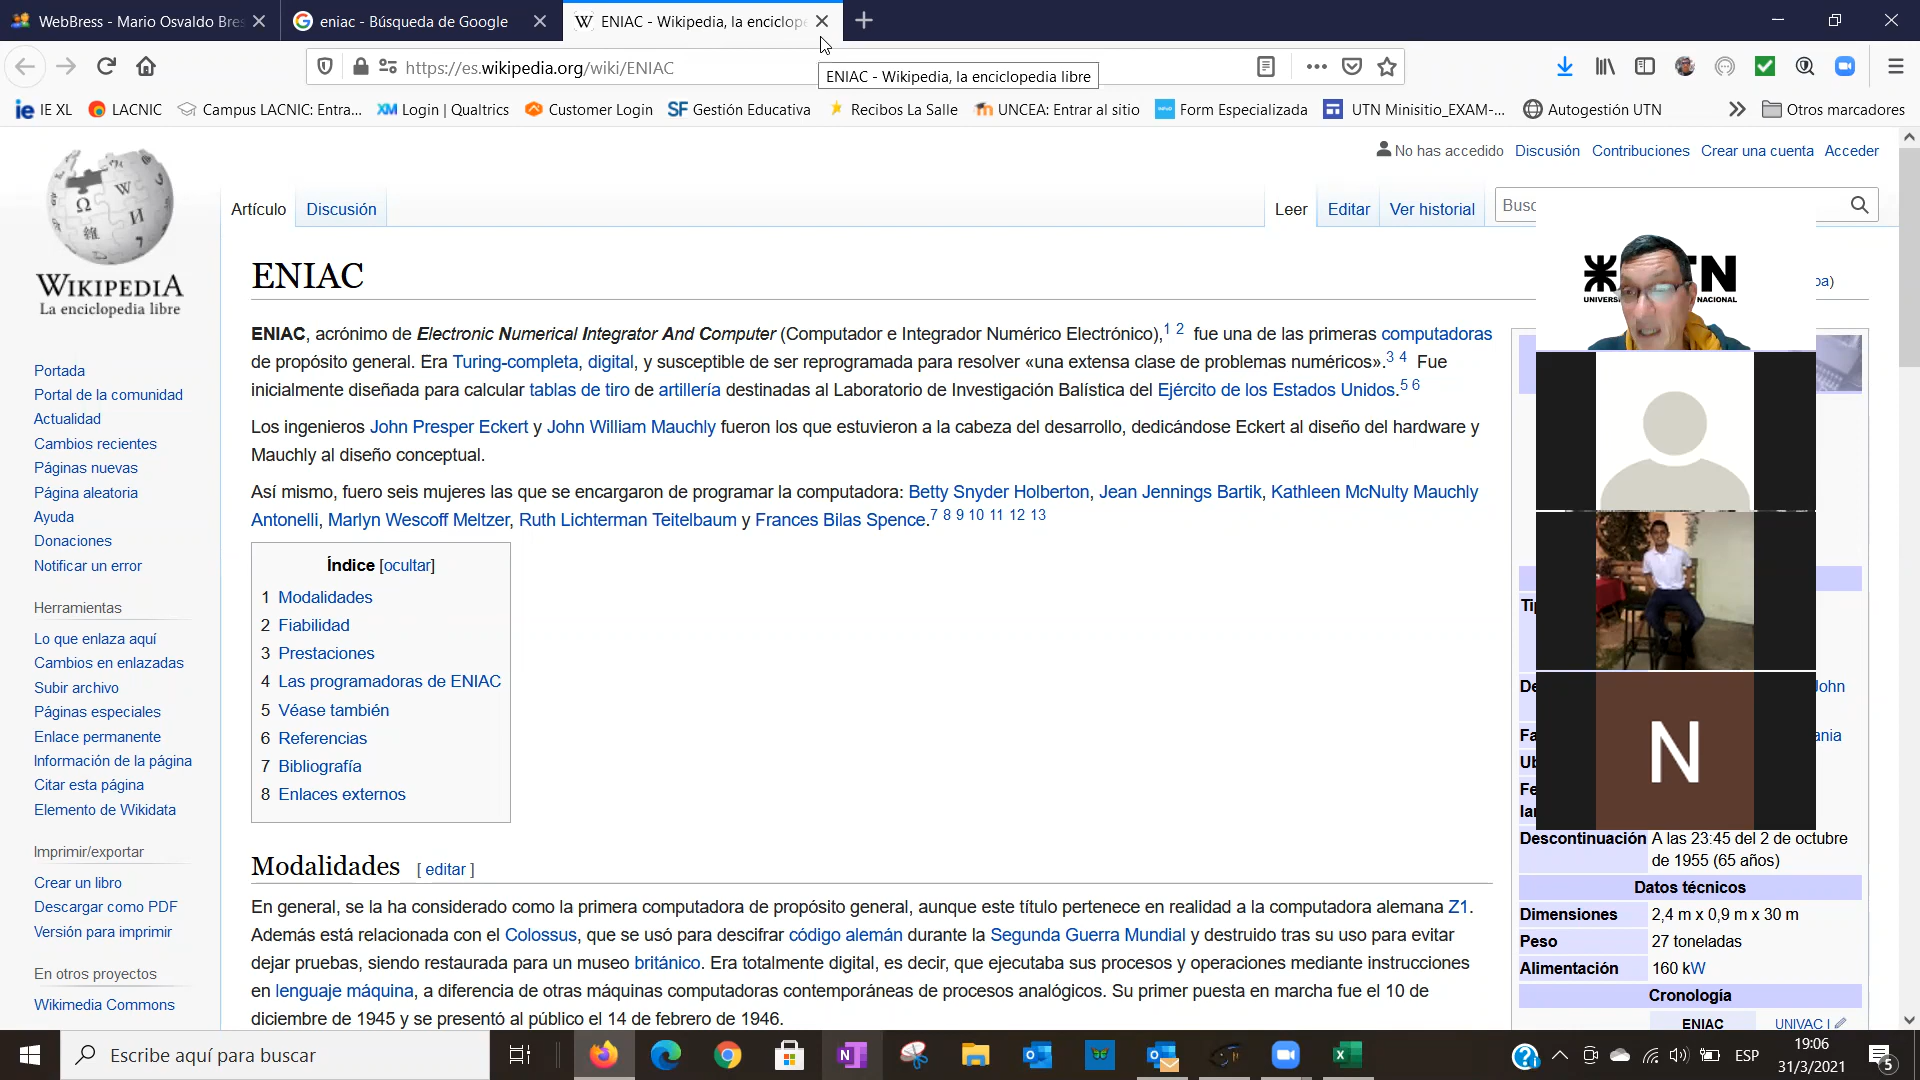 WebBress - Mario Osvaldo Bres
eniac - Búsqueda de Google
ENIAC - Wikipedia, la enciclope
https://es.wikipedia.org/wiki/ENIAC
ENIAC - Wikipedia, la enciclopedia libre
IE XL
LACNIC
Campus LACNIC: Entra...
XM Login | Qualtrics
Customer Login
SF Gestión Educativa
Recibos La Salle
UNCEA: Entrar al sitio
Form Especializada
UTN Minisitio_EXAM-...
Autogestión UTN
Otros marcadores
No has accedido Discusión Contribuciones Crear una cuenta Acceder
Artículo Discusión
Leer Editar Ver historial Busc
WIKIPEDIA
La enciclopedia libre
ENIAC
ENIAC, acrónimo de Electronic Numerical Integrator And Computer (Computador e Integrador Numérico Electrónico),1 2 fue una de las primeras computadoras
de propósito general. Era Turing-completa, digital, y susceptible de ser reprogramada para resolver «una extensa clase de problemas numéricos».3 4 Fue
inicialmente diseñada para calcular tablas de tiro de artillería destinadas al Laboratorio de Investigación Balística del Ejército de los Estados Unidos.5 6
Los ingenieros John Presper Eckert y John William Mauchly fueron los que estuvieron a la cabeza del desarrollo, dedicándose Eckert al diseño del hardware y
Mauchly al diseño conceptual.
Así mismo, fuero seis mujeres las que se encargaron de programar la computadora: Betty Snyder Holberton, Jean Jennings Bartik, Kathleen McNulty Mauchly
Antonelli, Marlyn Wescoff Meltzer, Ruth Lichterman Teitelbaum y Frances Bilas Spence.7 8 9 10 11 12 13
Índice [ocultar]
1 Modalidades
2 Fiabilidad
3 Prestaciones
4 Las programadoras de ENIAC
5 Véase también
6 Referencias
7 Bibliografía
8 Enlaces externos
Modalidades [ editar ]
En general, se la ha considerado como la primera computadora de propósito general, aunque este título pertenece en realidad a la computadora alemana Z1.
Además está relacionada con el Colossus, que se usó para descifrar código alemán durante la Segunda Guerra Mundial y destruido tras su uso para evitar
dejar pruebas, siendo restaurada para un museo británico. Era totalmente digital, es decir, que ejecutaba sus procesos y operaciones mediante instrucciones
en lenguaje máquina, a diferencia de otras máquinas computadoras contemporáneas de procesos analógicos. Su primer puesta en marcha fue el 10 de
diciembre de 1945 y se presentó al público el 14 de febrero de 1946.
Portada
Portal de la comunidad
Actualidad
Cambios recientes
Páginas nuevas
Página aleatoria
Ayuda
Donaciones
Notificar un error
Herramientas
Lo que enlaza aquí
Cambios en enlazadas
Subir archivo
Páginas especiales
Enlace permanente
Información de la página
Citar esta página
Elemento de Wikidata
Imprimir/exportar
Crear un libro
Descargar como PDF
Versión para imprimir
En otros proyectos
Wikimedia Commons
N
Descontinuación A las 23:45 del 2 de octubre
de 1955 (65 años)
Datos técnicos
Dimensiones 2,4 m x 0,9 m x 30 m
Peso 27 toneladas
Alimentación 160 kW
Cronología
ENIAC UNIVAC I
Escribe aquí para buscar
ESP
19:06
31/3/2021
5